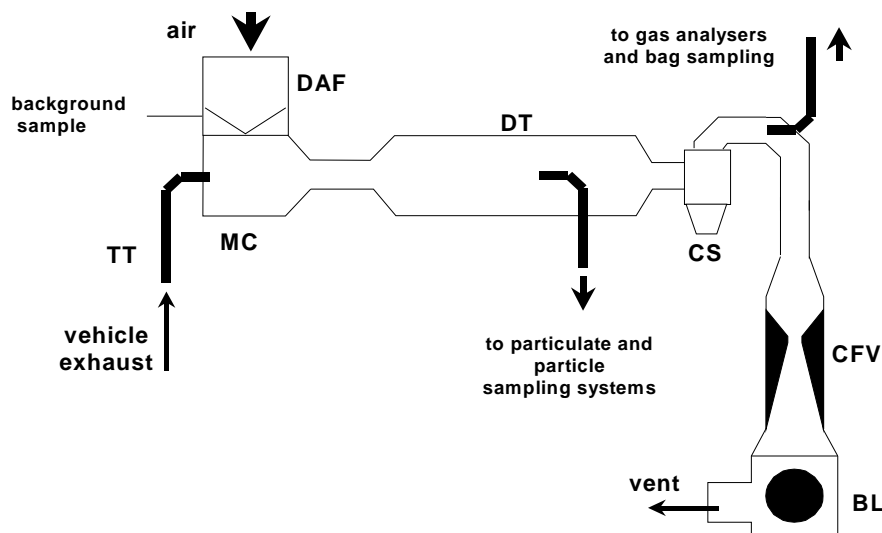 air
DAF
background
sample
to gas analysers
and bag sampling
DT
TT
MC
CS
vehicle
exhaust
to particulate and
particle
sampling systems
CFV
vent
BL